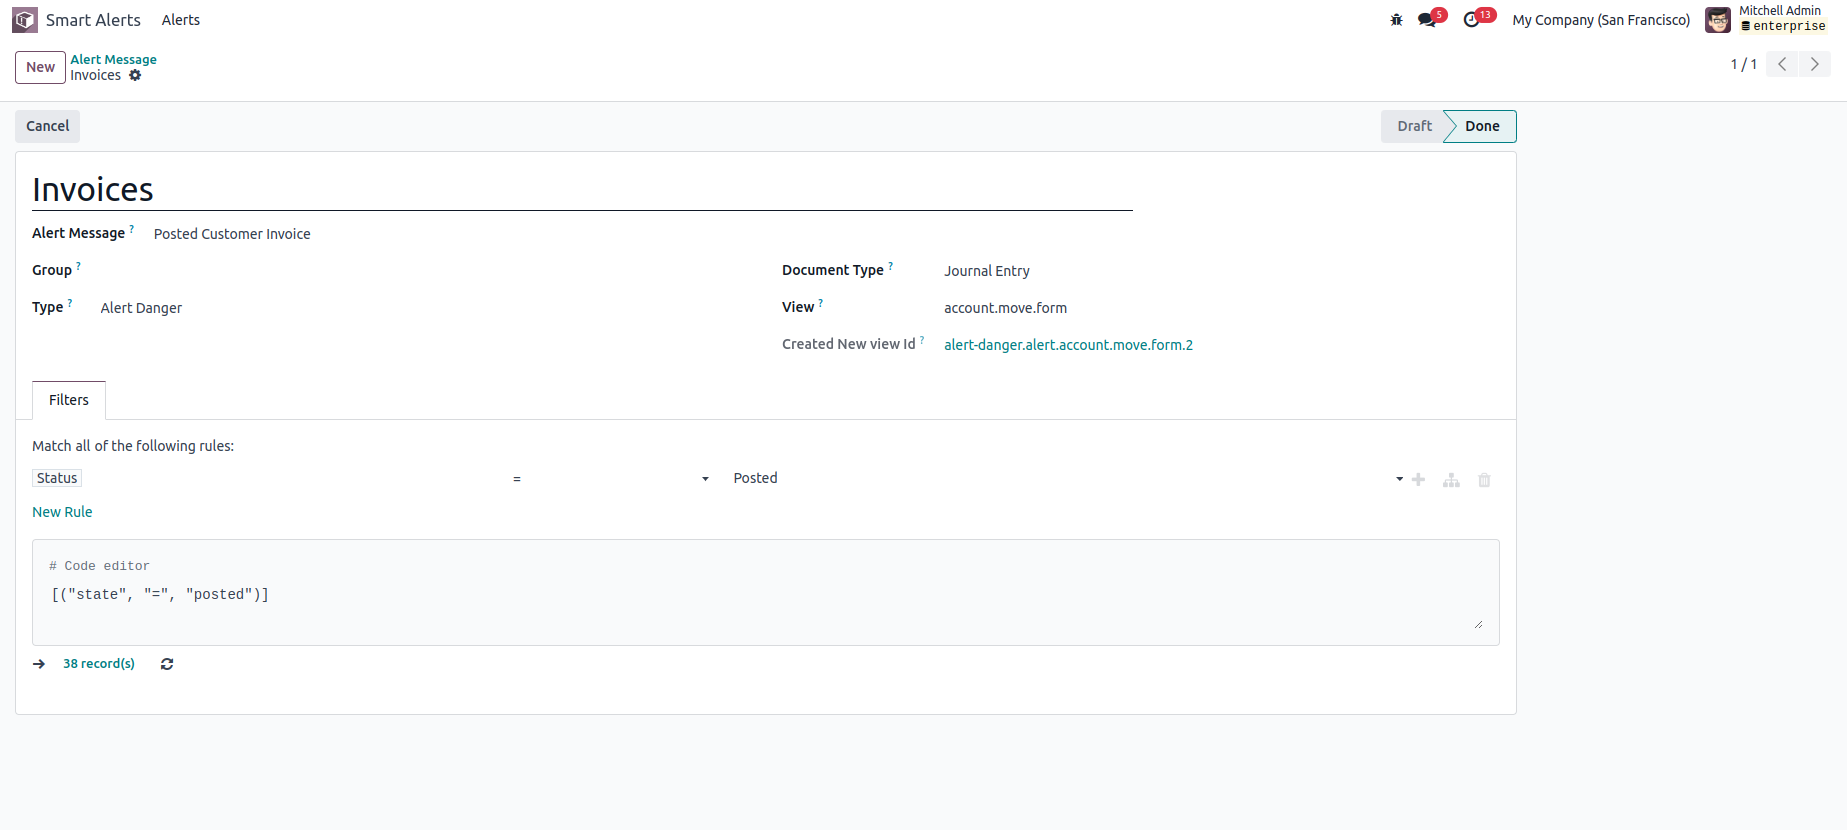 Smart Alerts Alerts 5 13 My Company (San Francisco) Mitchell Admin
enterprise
New Alert Message
Invoices 1 / 1
Cancel Draft Done
Invoices
Alert Message ? Posted Customer Invoice
Group ? Document Type ? Journal Entry
Type ? Alert Danger View ? account.move.form
Created New view Id ? alert-danger.alert.account.move.form.2
Filters
Match all of the following rules:
Status = Posted
New Rule
# Code editor
[("state", "=", "posted")]
38 record(s)